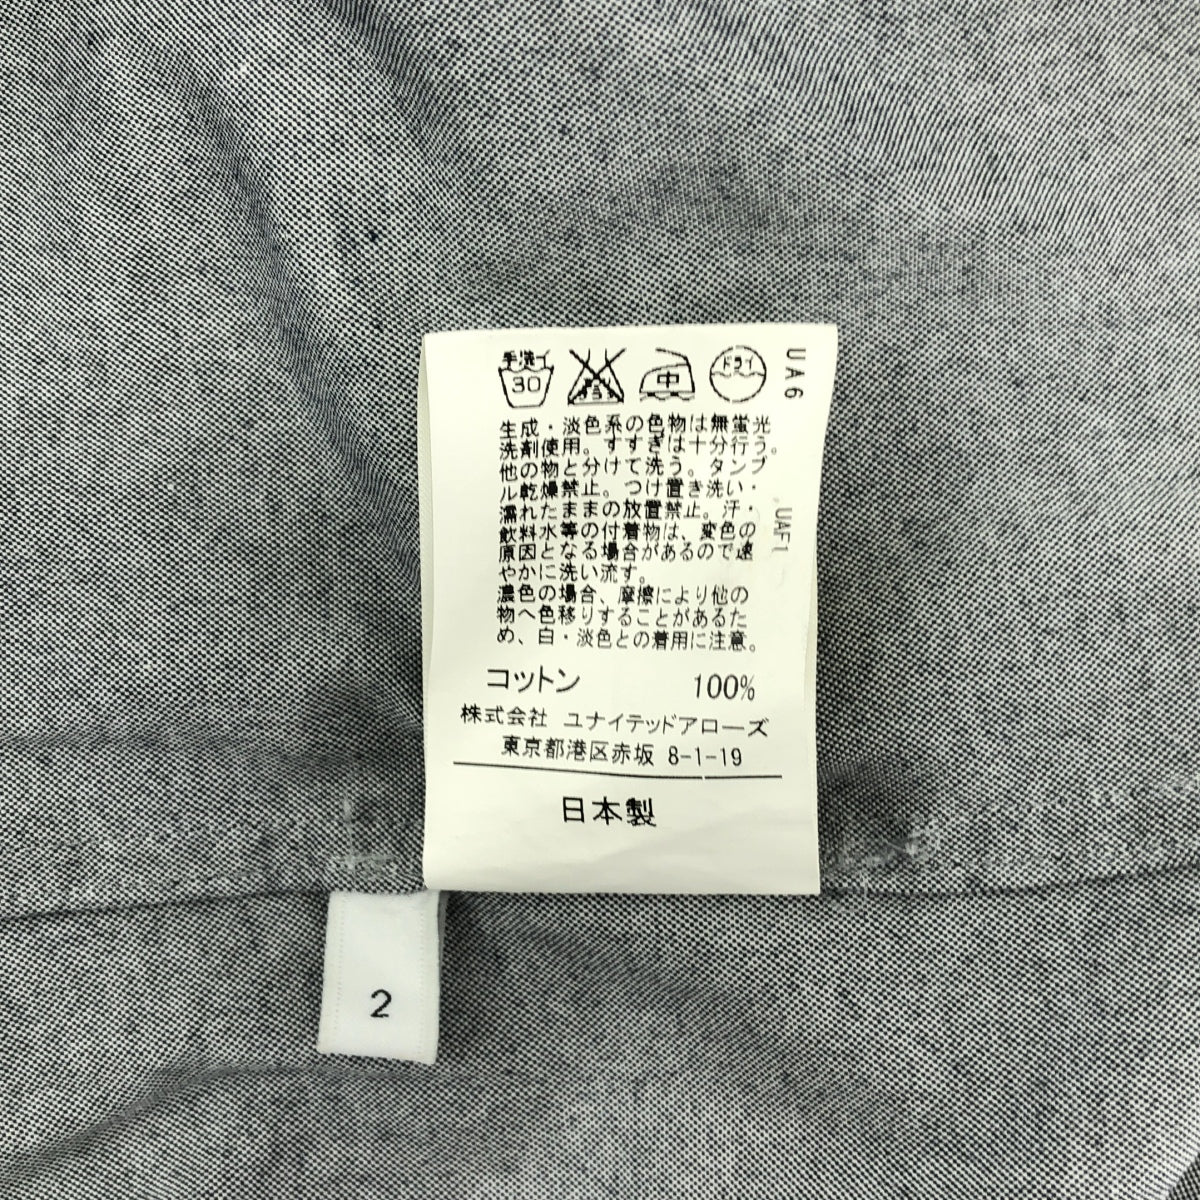 手洗イ
30
エンソサラシ
中
ドライ
UA6
生成・淡色系の色物は無蛍光
洗剤使用。すすぎは十分行う。
他の物と分けて洗う。タンブ
ル乾燥禁止。つけ置き洗い・
濡れたままの放置禁止。汗・
飲料水等の付着物は、変色の
原因となる場合があるので速
やかに洗い流す。
濃色の場合、摩擦により他の
物へ色移りすることがあるた
め、白・淡色との着用に注意。
UAF1
コットン 100%
株式会社 ユナイテッドアローズ
東京都港区赤坂 8-1-19
日本製
2